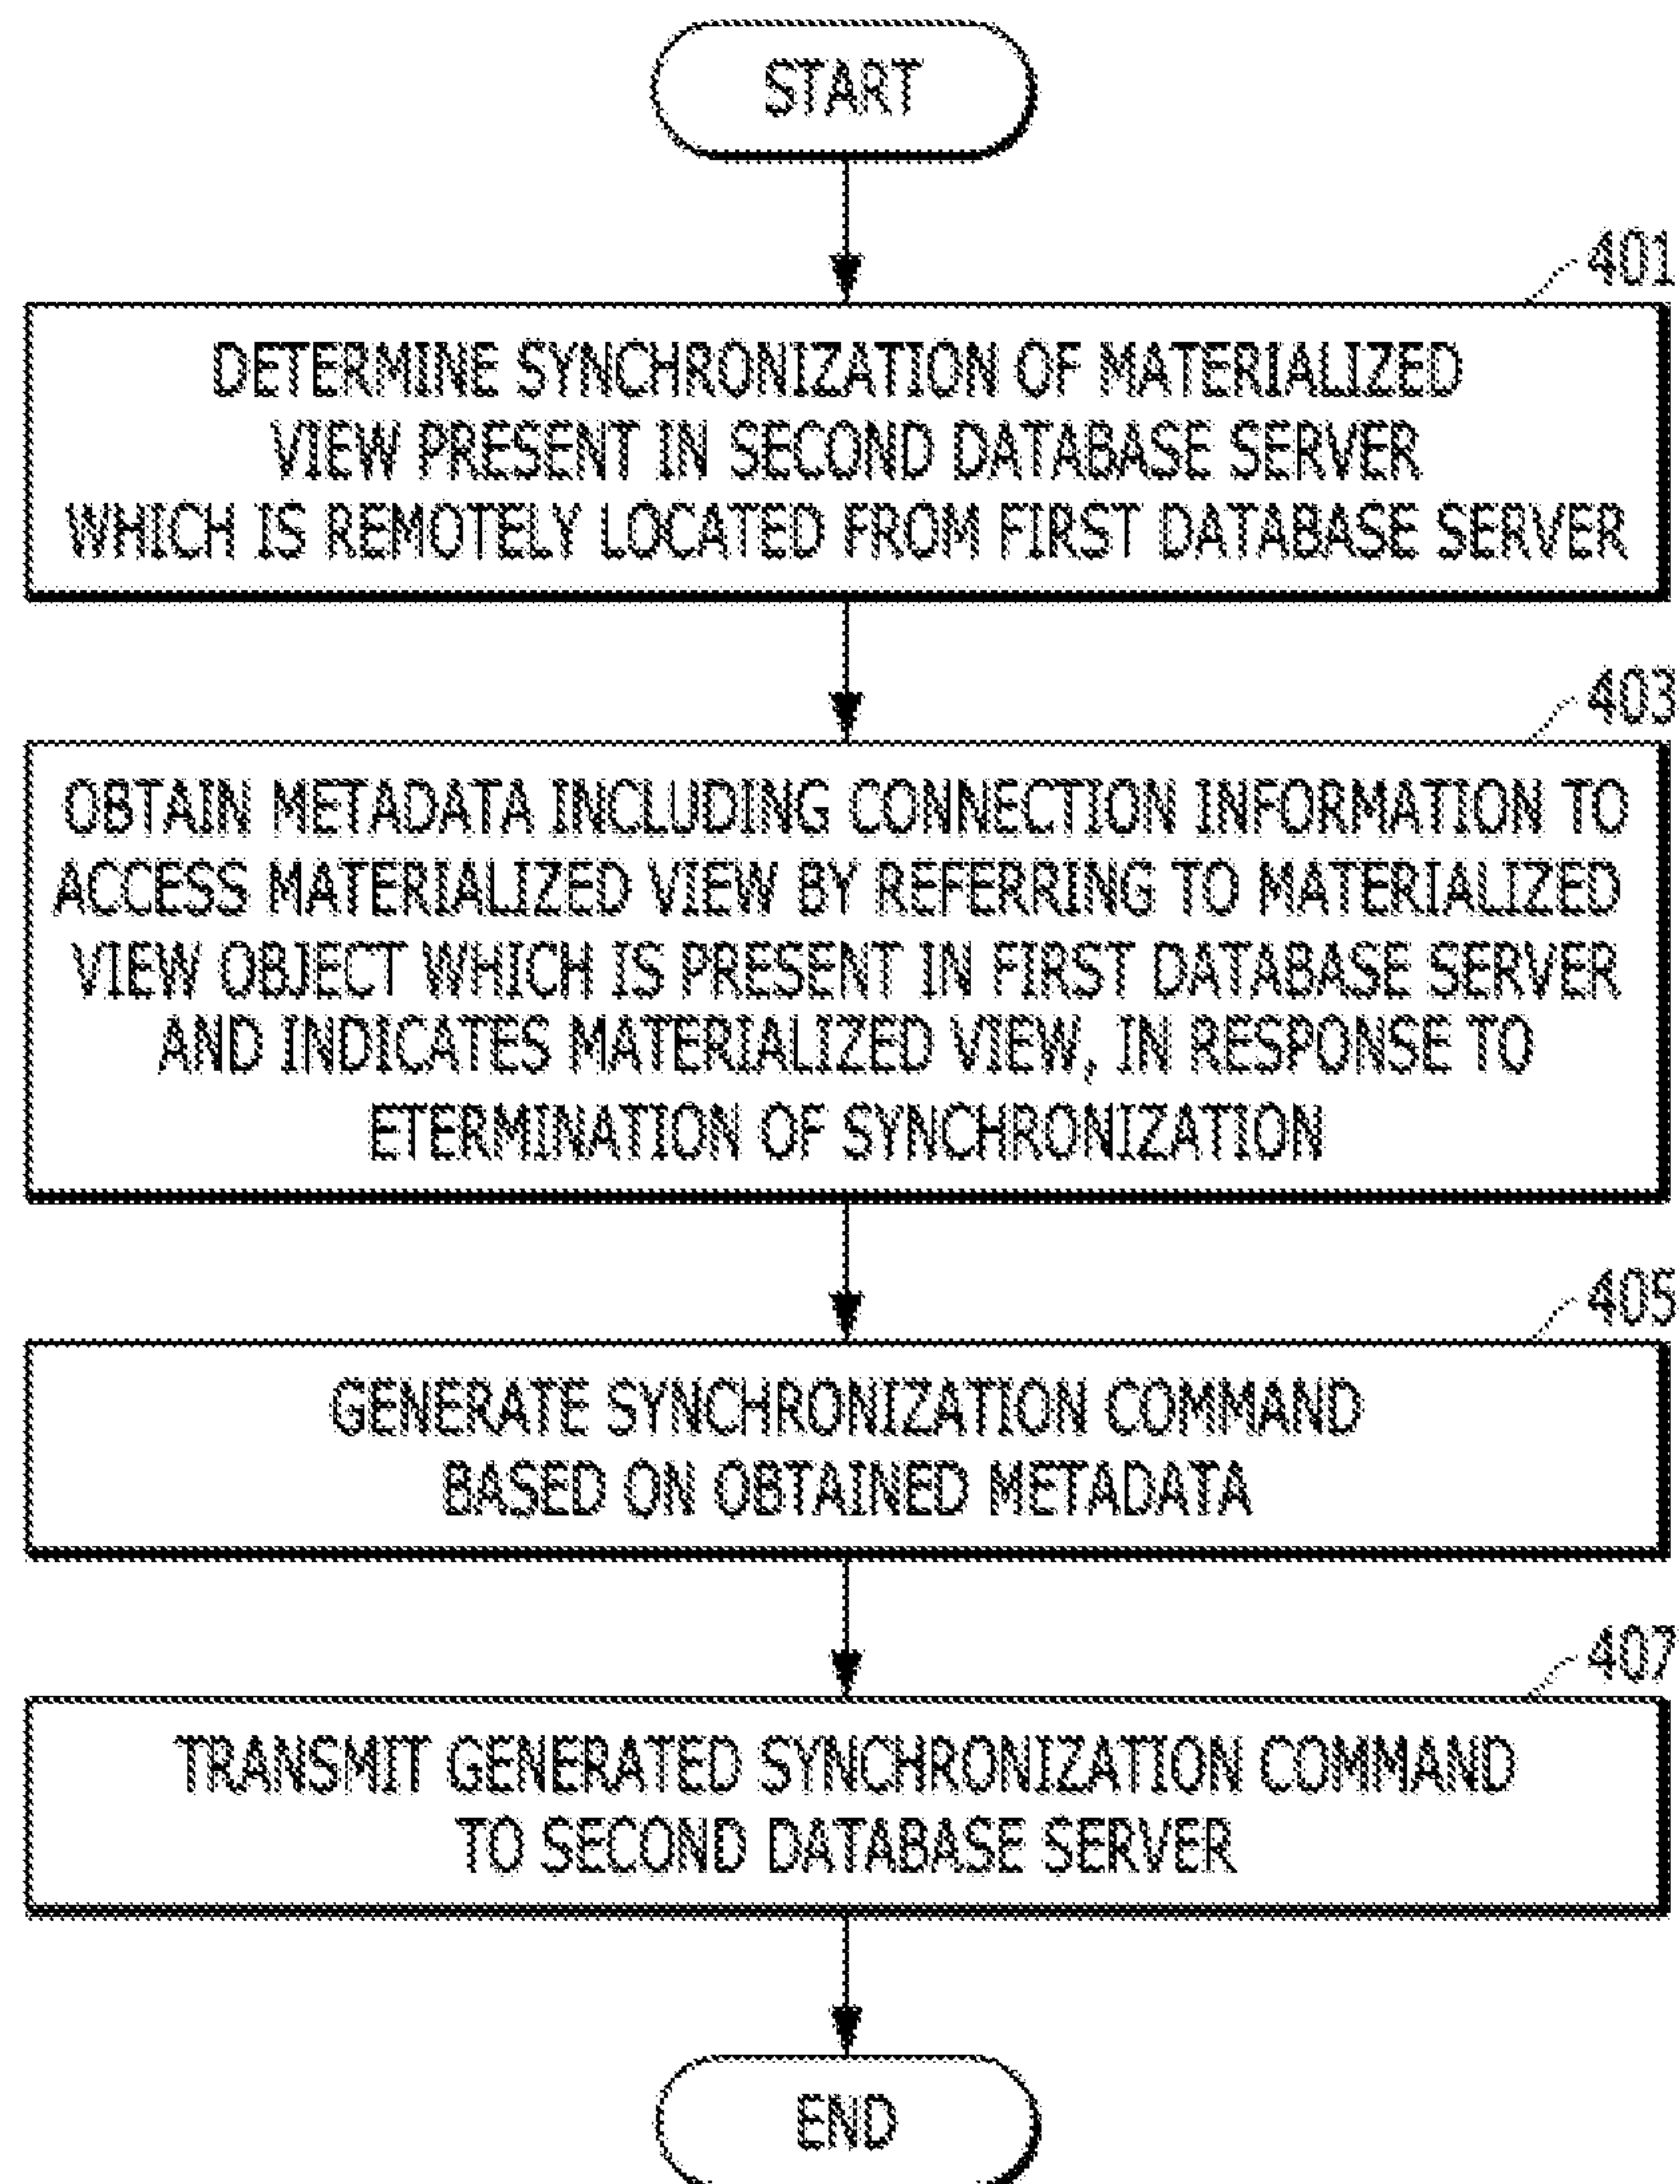 START
401
DETERMINE SYNCHRONIZATION OF MATERIALIZED
VIEW PRESENT IN SECOND DATABASE SERVER
WHICH IS REMOTELY LOCATED FROM FIRST DATABASE SERVER
403
OBTAIN METADATA INCLUDING CONNECTION INFORMATION TO
ACCESS MATERIALIZED VIEW BY REFERRING TO MATERIALIZED
VIEW OBJECT WHICH IS PRESENT IN FIRST DATABASE SERVER
AND INDICATES MATERIALIZED VIEW, IN RESPONSE TO
ETERMINATION OF SYNCHRONIZATION
405
GENERATE SYNCHRONIZATION COMMAND
BASED ON OBTAINED METADATA
407
TRANSMIT GENERATED SYNCHRONIZATION COMMAND
TO SECOND DATABASE SERVER
END